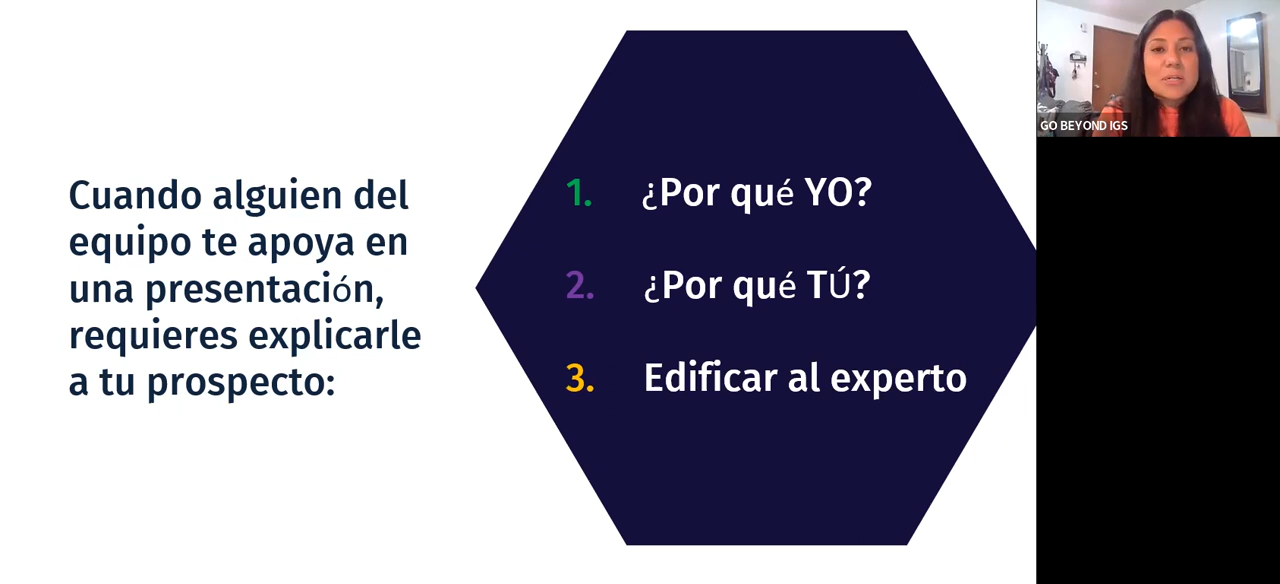 Cuando alguien del
equipo te apoya en
una presentación,
requieres explicarle
a tu prospecto:
1. ¿Por qué YO?
2. ¿Por qué TÚ?
3. Edificar al experto
GO BEYOND IGS